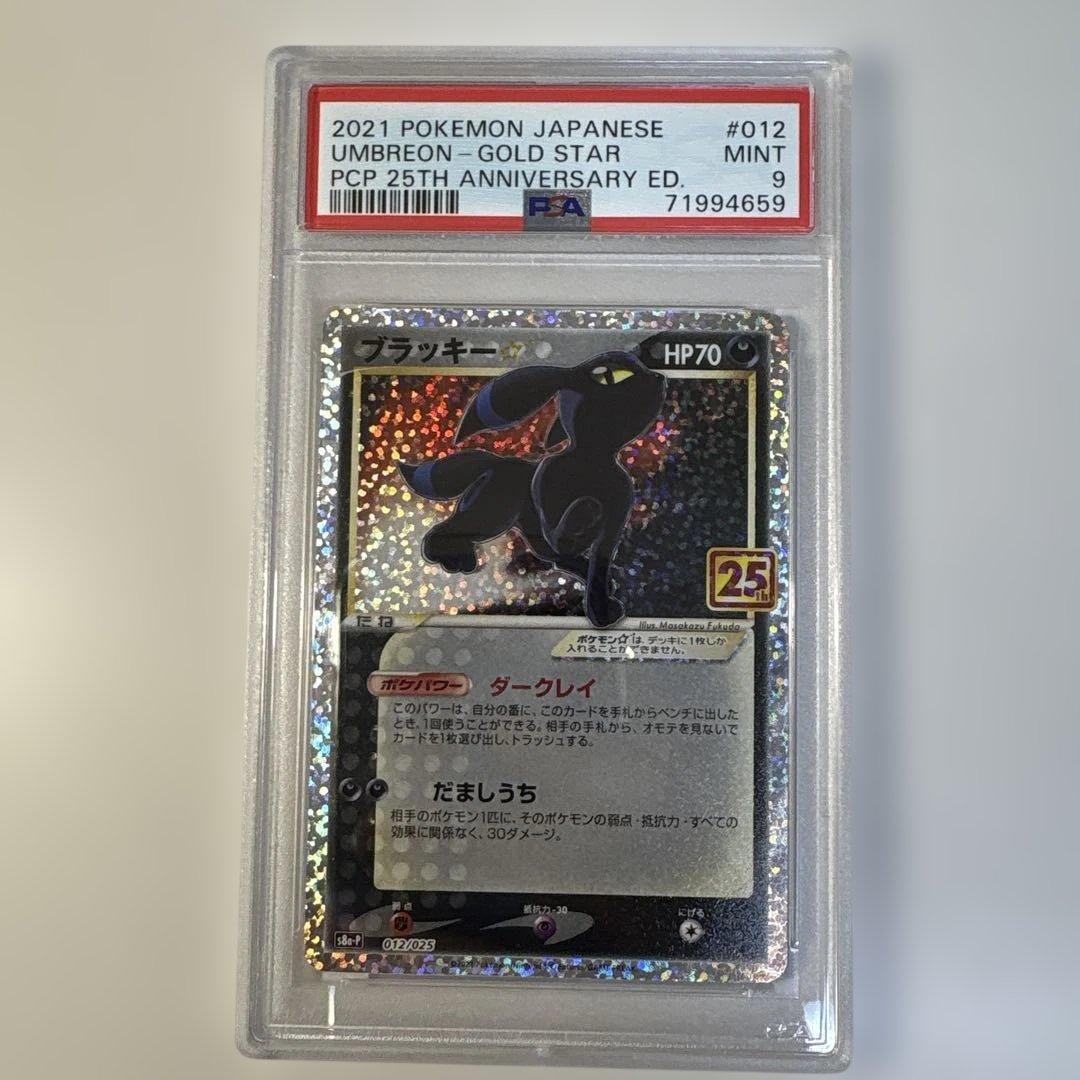 2021 POKEMON JAPANESE #012
UMBREON - GOLD STAR MINT
PCP 25TH ANNIVERSARY ED. 9
PSA 71994659
ブラッキー☆ HP70
25th
たね
Illus. Masakazu Fukuda
ポケモン☆は、デッキに1枚しか
入れることができません。
ポケパワー ダークレイ
このパワーは、自分の番に、このカードを手札からベンチに出した
とき、1回使うことができる。相手の手札から、オモテを見ないで
カードを1枚選び出し、トラッシュする。
だましうち
相手のポケモン1匹に、そのポケモンの弱点・抵抗力・すべての
効果に関係なく、30ダメージ。
弱点 抵抗力-30 にげる
s8a-P 012/025